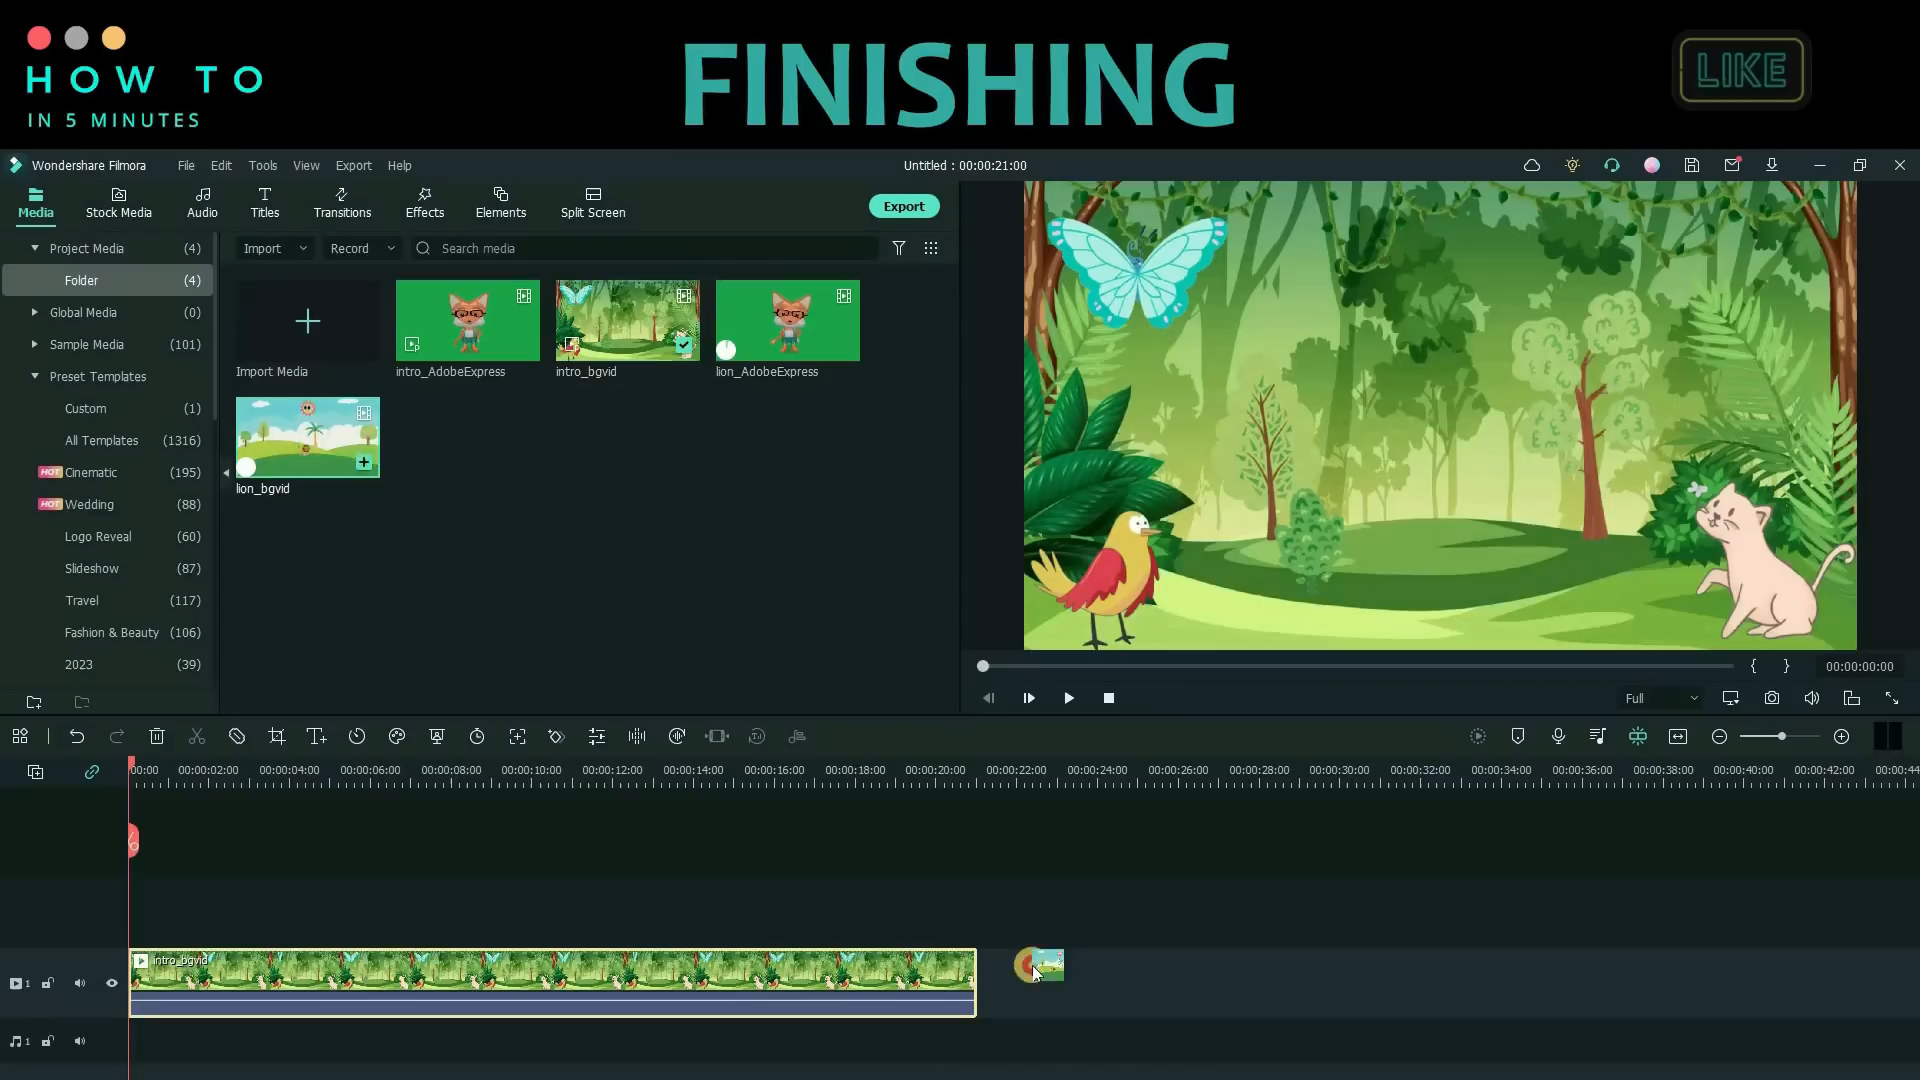 HOW TO
IN 5 MINUTES
FINISHING
LIKE
Wondershare Filmora File Edit Tools View Export Help
Untitled : 00:00:21:00
Media Stock Media Audio Titles Transitions Effects Elements Split Screen
Export
Project Media (4)
Folder (4)
Global Media (0)
Sample Media (101)
Preset Templates
Custom (1)
All Templates (1316)
HOT Cinematic (195)
HOT Wedding (88)
Logo Reveal (60)
Slideshow (87)
Travel (117)
Fashion & Beauty (106)
2023 (39)
Import Record Search media
Import Media intro_AdobeExpress intro_bgvid lion_AdobeExpress
lion_bgvid
00:00:00:00
Full
00:00 00:00:02:00 00:00:04:00 00:00:06:00 00:00:08:00 00:00:10:00 00:00:12:00 00:00:14:00 00:00:16:00 00:00:18:00 00:00:20:00 00:00:22:00 00:00:24:00 00:00:26:00 00:00:28:00 00:00:30:00 00:00:32:00 00:00:34:00 00:00:36:00 00:00:38:00 00:00:40:00 00:00:42:00 00:00:44
intro_bgvid
1
1